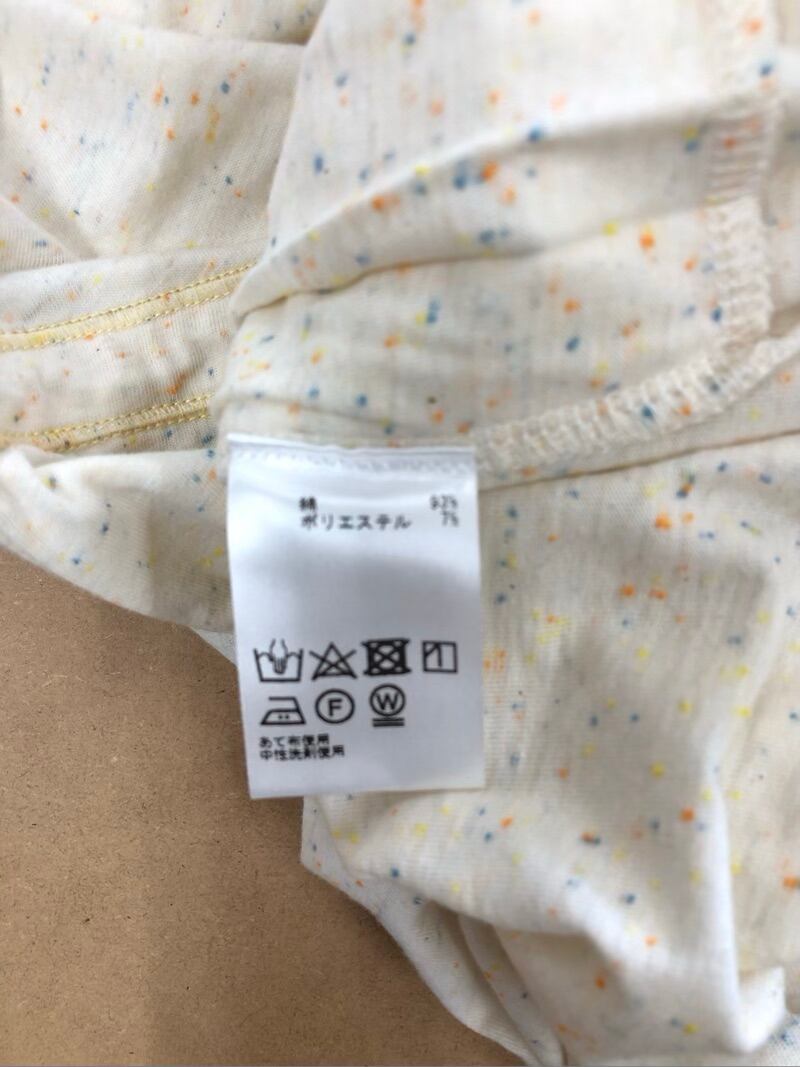 綿 93%
ポリエステル 7%
F
W
あて布使用
中性洗剤使用